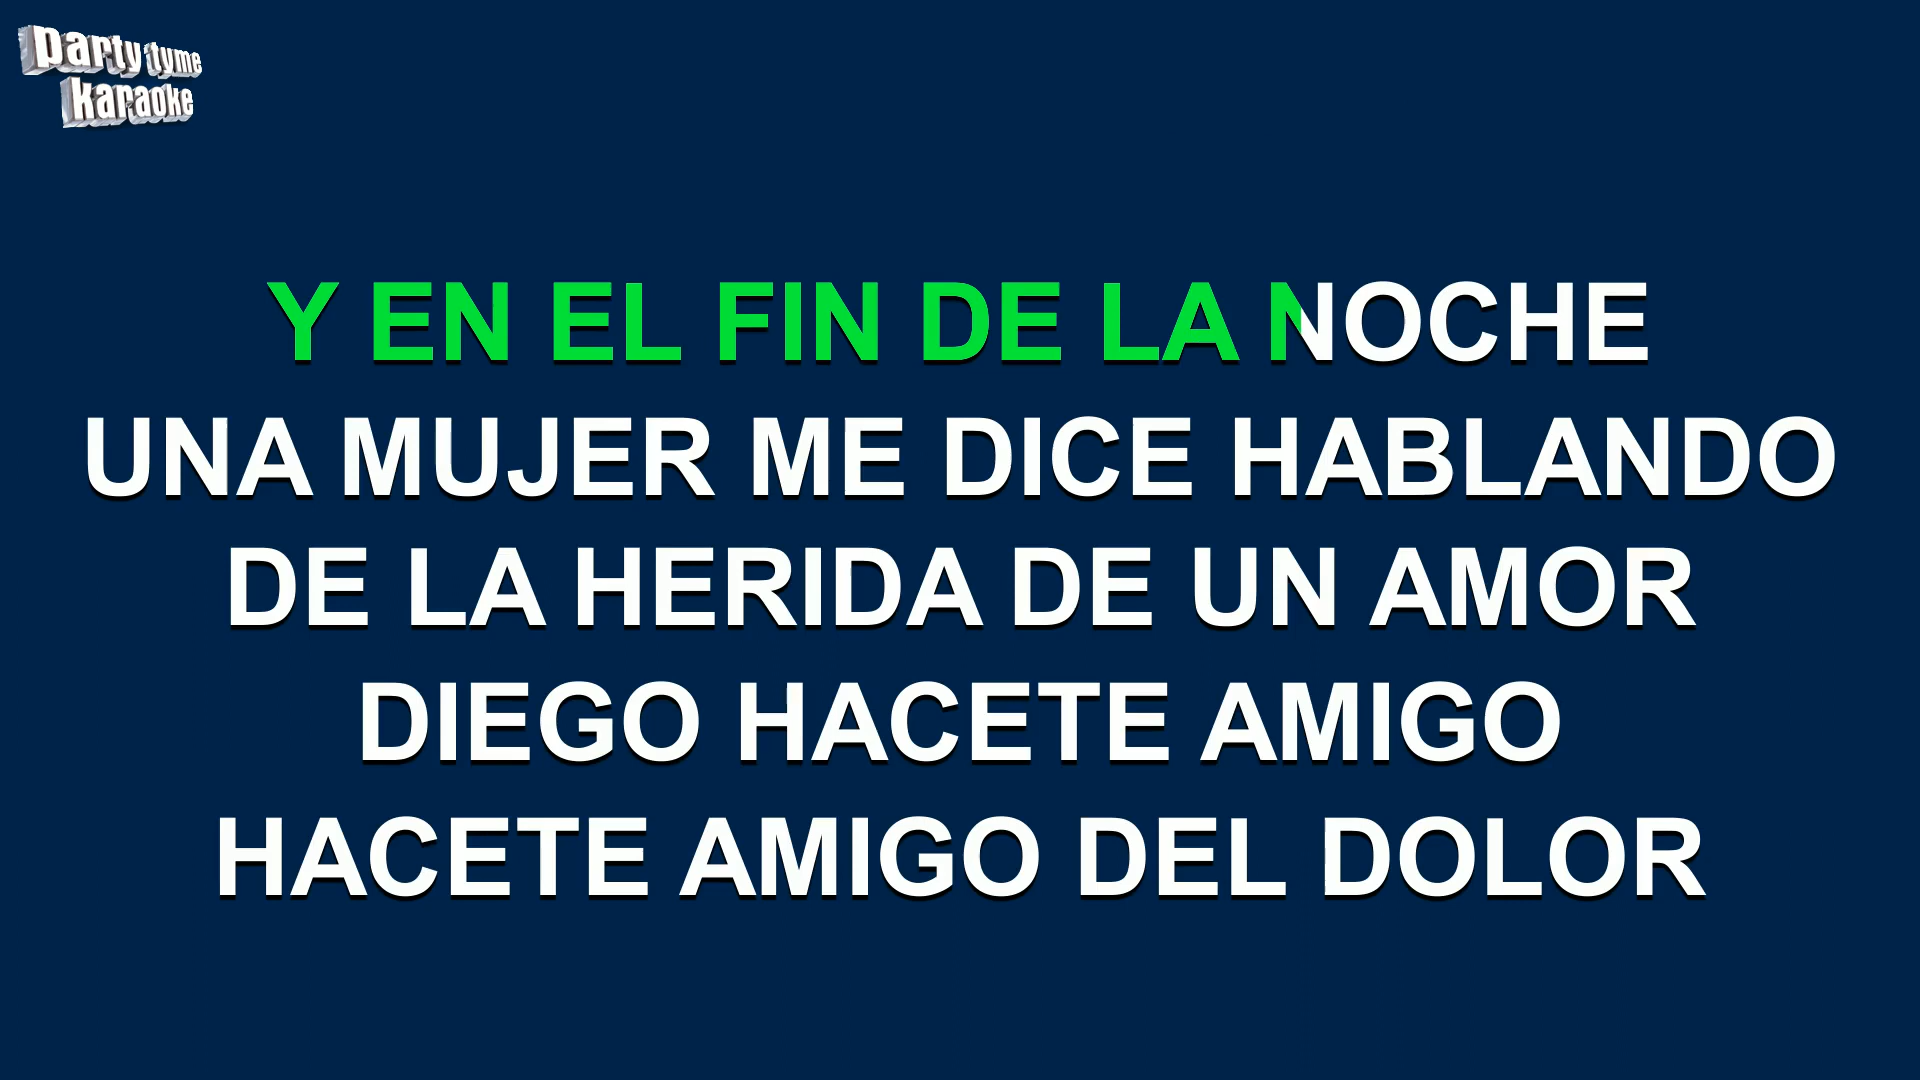 party tyme
karaoke
Y EN EL FIN DE LA NOCHE
UNA MUJER ME DICE HABLANDO
DE LA HERIDA DE UN AMOR
DIEGO HACETE AMIGO
HACETE AMIGO DEL DOLOR